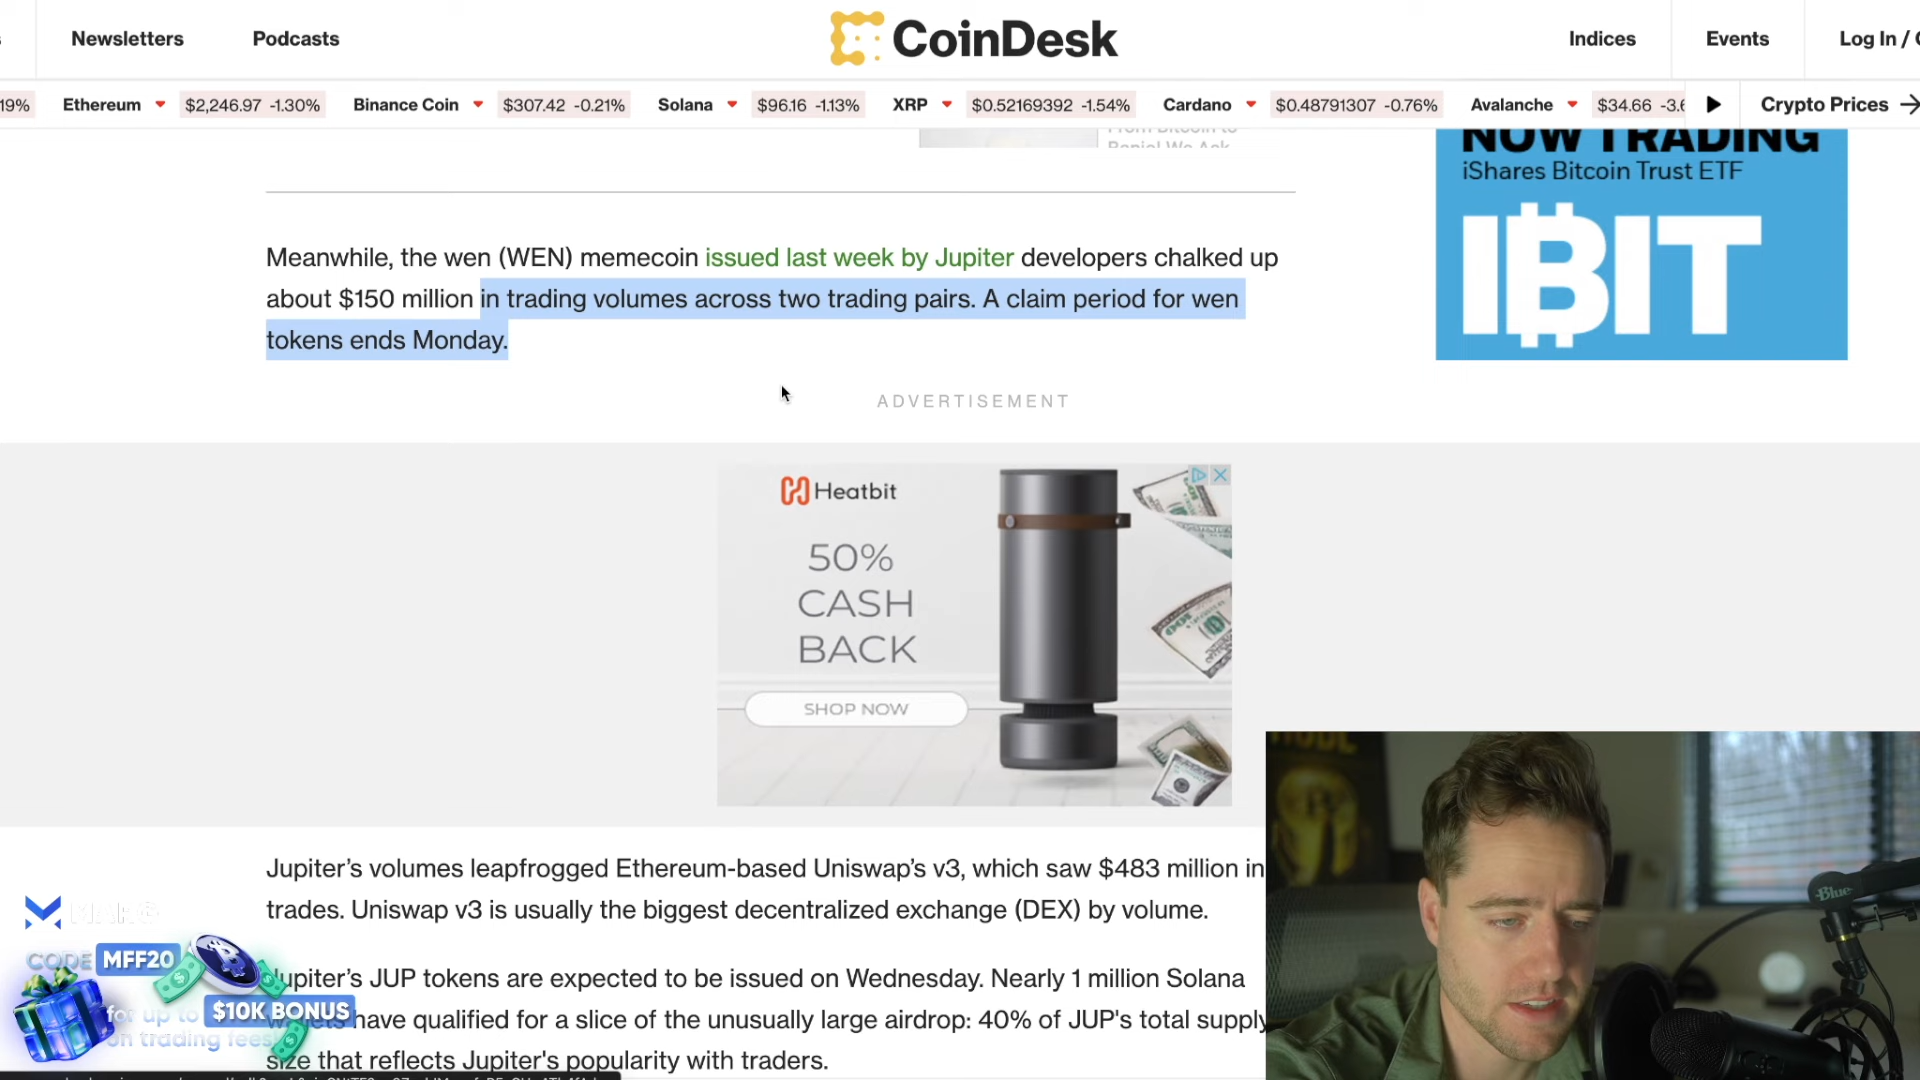 Newsletters
Podcasts
CoinDesk
Indices
Events
Log In /
19%
Ethereum $2,246.97 -1.30%
Binance Coin $307.42 -0.21%
Solana $96.16 -1.13%
XRP $0.52169392 -1.54%
Cardano $0.48791307 -0.76%
Avalanche $34.66
Crypto Prices
NOW TRADING
iShares Bitcoin Trust ETF
IBIT
Meanwhile, the wen (WEN) memecoin issued last week by Jupiter developers chalked up
about $150 million in trading volumes across two trading pairs. A claim period for wen
tokens ends Monday.
ADVERTISEMENT
Heatbit
50%
CASH
BACK
SHOP NOW
Jupiter’s volumes leapfrogged Ethereum-based Uniswap’s v3, which saw $483 million in
trades. Uniswap v3 is usually the biggest decentralized exchange (DEX) by volume.
Jupiter’s JUP tokens are expected to be issued on Wednesday. Nearly 1 million Solana
have qualified for a slice of the unusually large airdrop: 40% of JUP's total supply
size that reflects Jupiter's popularity with traders.
CODE MFF20
for up to $10K BONUS
on trading fees
Blue